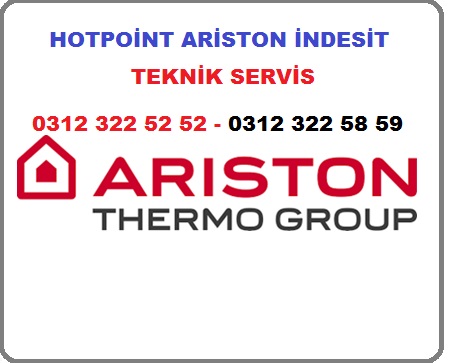 HOTPOİNT ARİSTON İNDESİT
TEKNİK SERVİS
0312 322 52 52 - 0312 322 58 59
ARISTON
THERMO GROUP